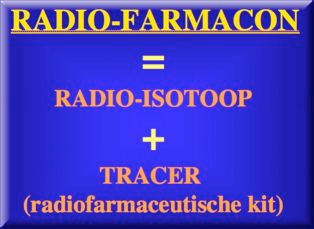 RADIO-FARMACON
=
RADIO-ISOTOOP
+
TRACER
(radiofarmaceutische kit)